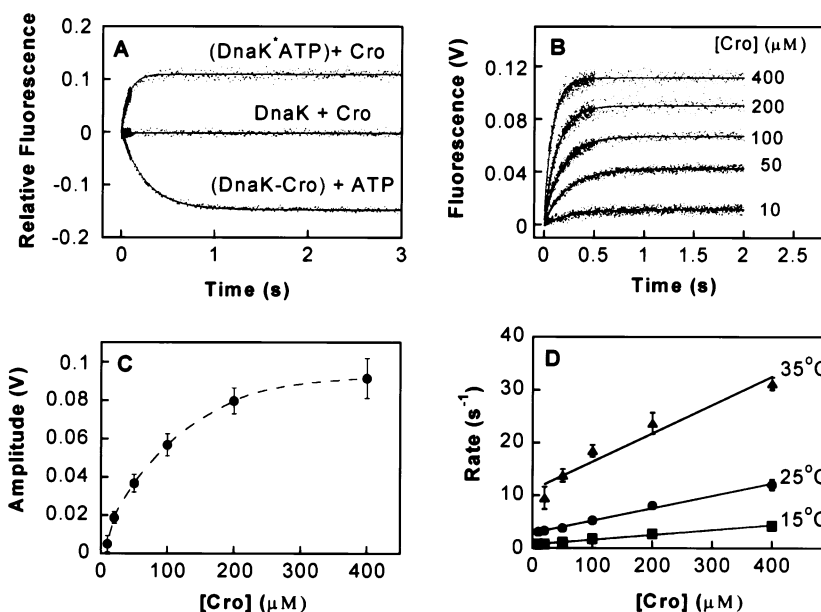 A
(DnaK*ATP)+ Cro
DnaK + Cro
(DnaK-Cro) + ATP
Relative Fluorescence
0.2
0.1
0
-0.1
-0.2
0 1 2 3
Time (s)
B
[Cro] (μM)
400
200
100
50
10
Fluorescence (V)
0.12
0.08
0.04
0
0 0.5 1 1.5 2 2.5
Time (s)
C
Amplitude (V)
0.1
0.08
0.06
0.04
0.02
0
0 100 200 300 400
[Cro] (μM)
D
35°C
25°C
15°C
Rate (s-1)
40
30
20
10
0
0 100 200 300 400
[Cro] (μM)